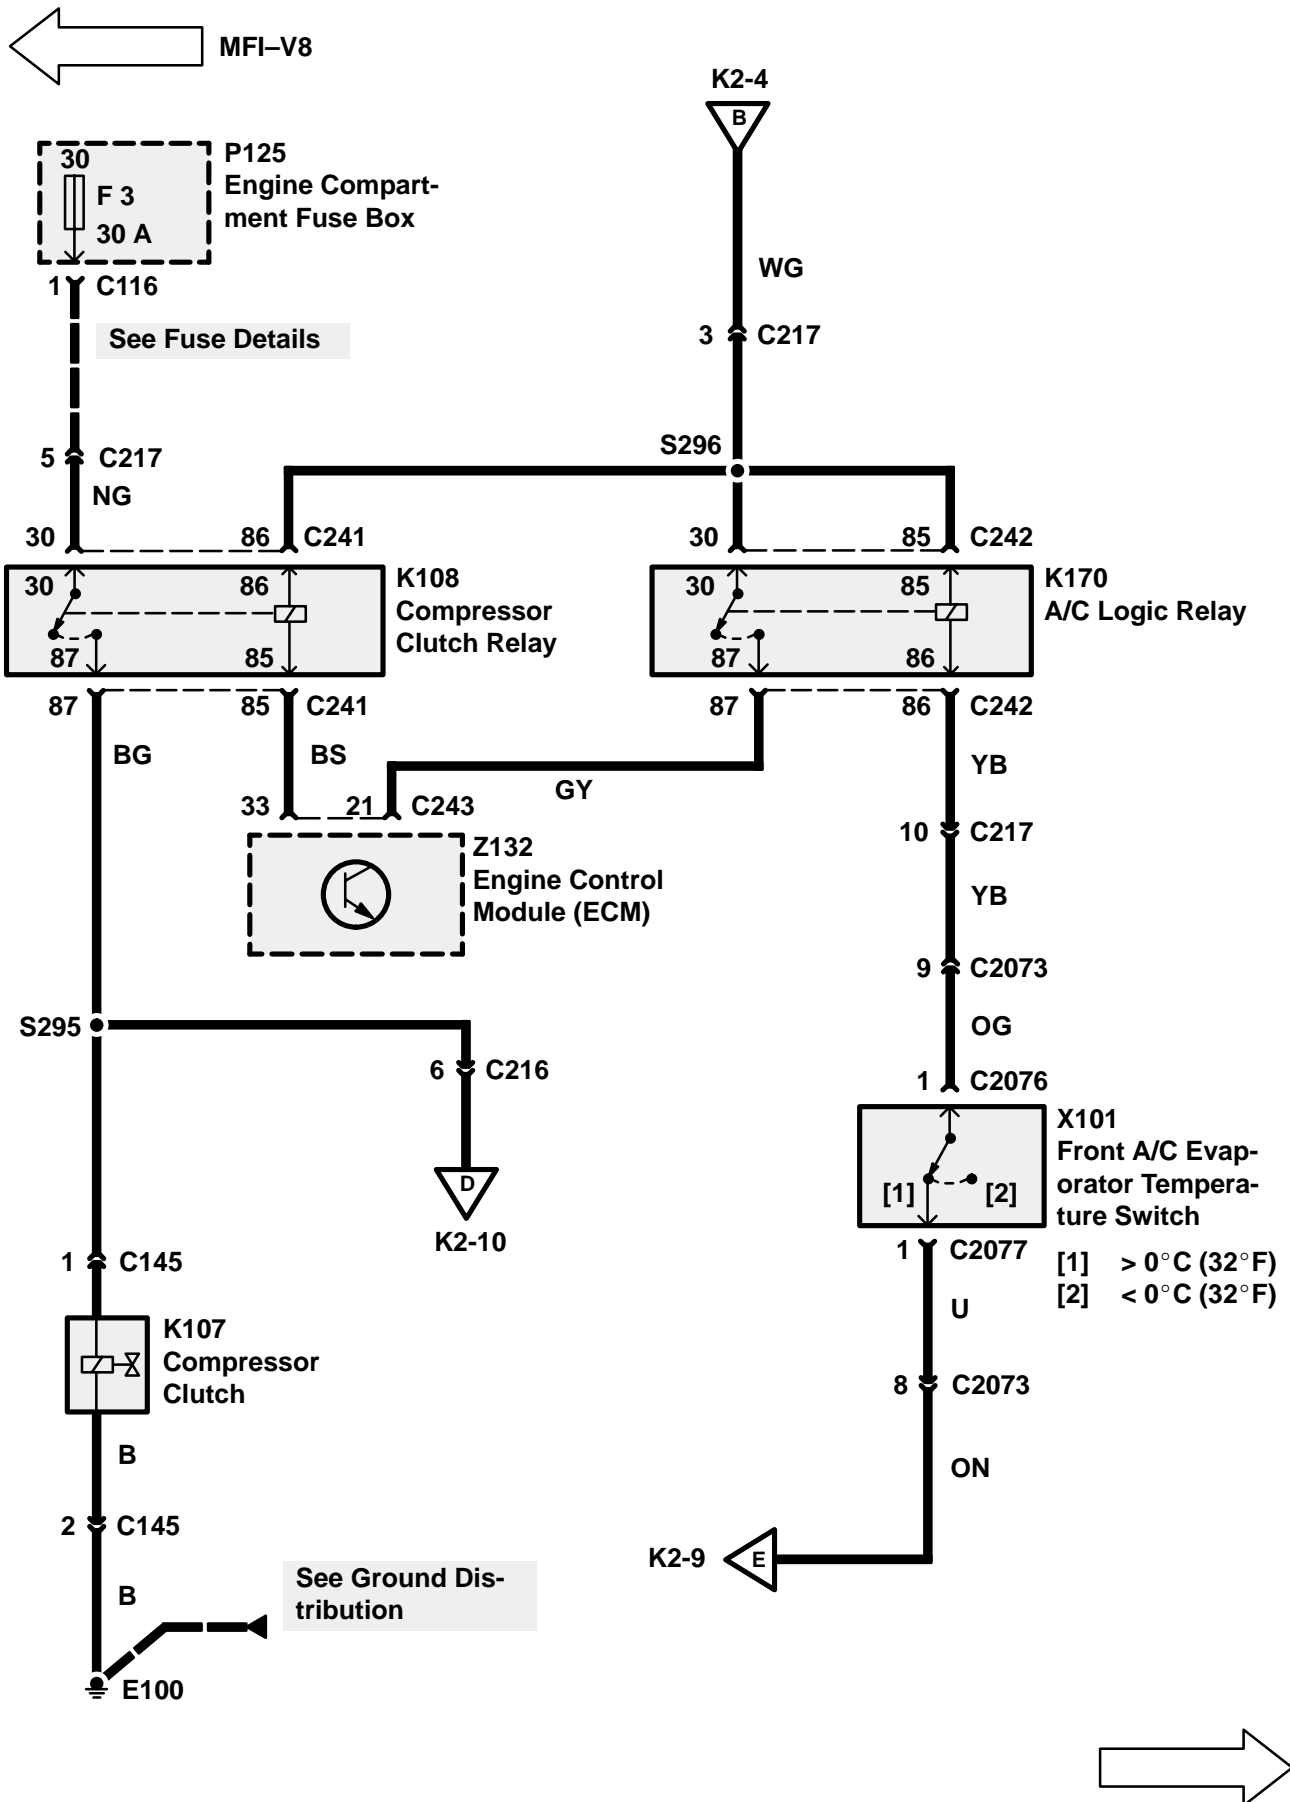 MFI–V8
K2-4
B
30
F 3
30 A
P125
Engine Compart-
ment Fuse Box
1 C116
WG
See Fuse Details
3 C217
S296
5 C217
NG
30 86 C241
30 85 C242
30 86
87 85
K108
Compressor
Clutch Relay
30 85
87 86
K170
A/C Logic Relay
87 85 C241
87 86 C242
BG BS
GY
YB
33 21 C243
10 C217
Z132
Engine Control
Module (ECM)
YB
9 C2073
OG
S295
6 C216
1 C2076
D
K2-10
[1] [2]
X101
Front A/C Evap-
orator Tempera-
ture Switch
1 C2077
[1] > 0°C (32°F)
[2] < 0°C (32°F)
1 C145
U
K107
Compressor
Clutch
8 C2073
B
ON
2 C145
K2-9 E
B
See Ground Dis-
tribution
E100